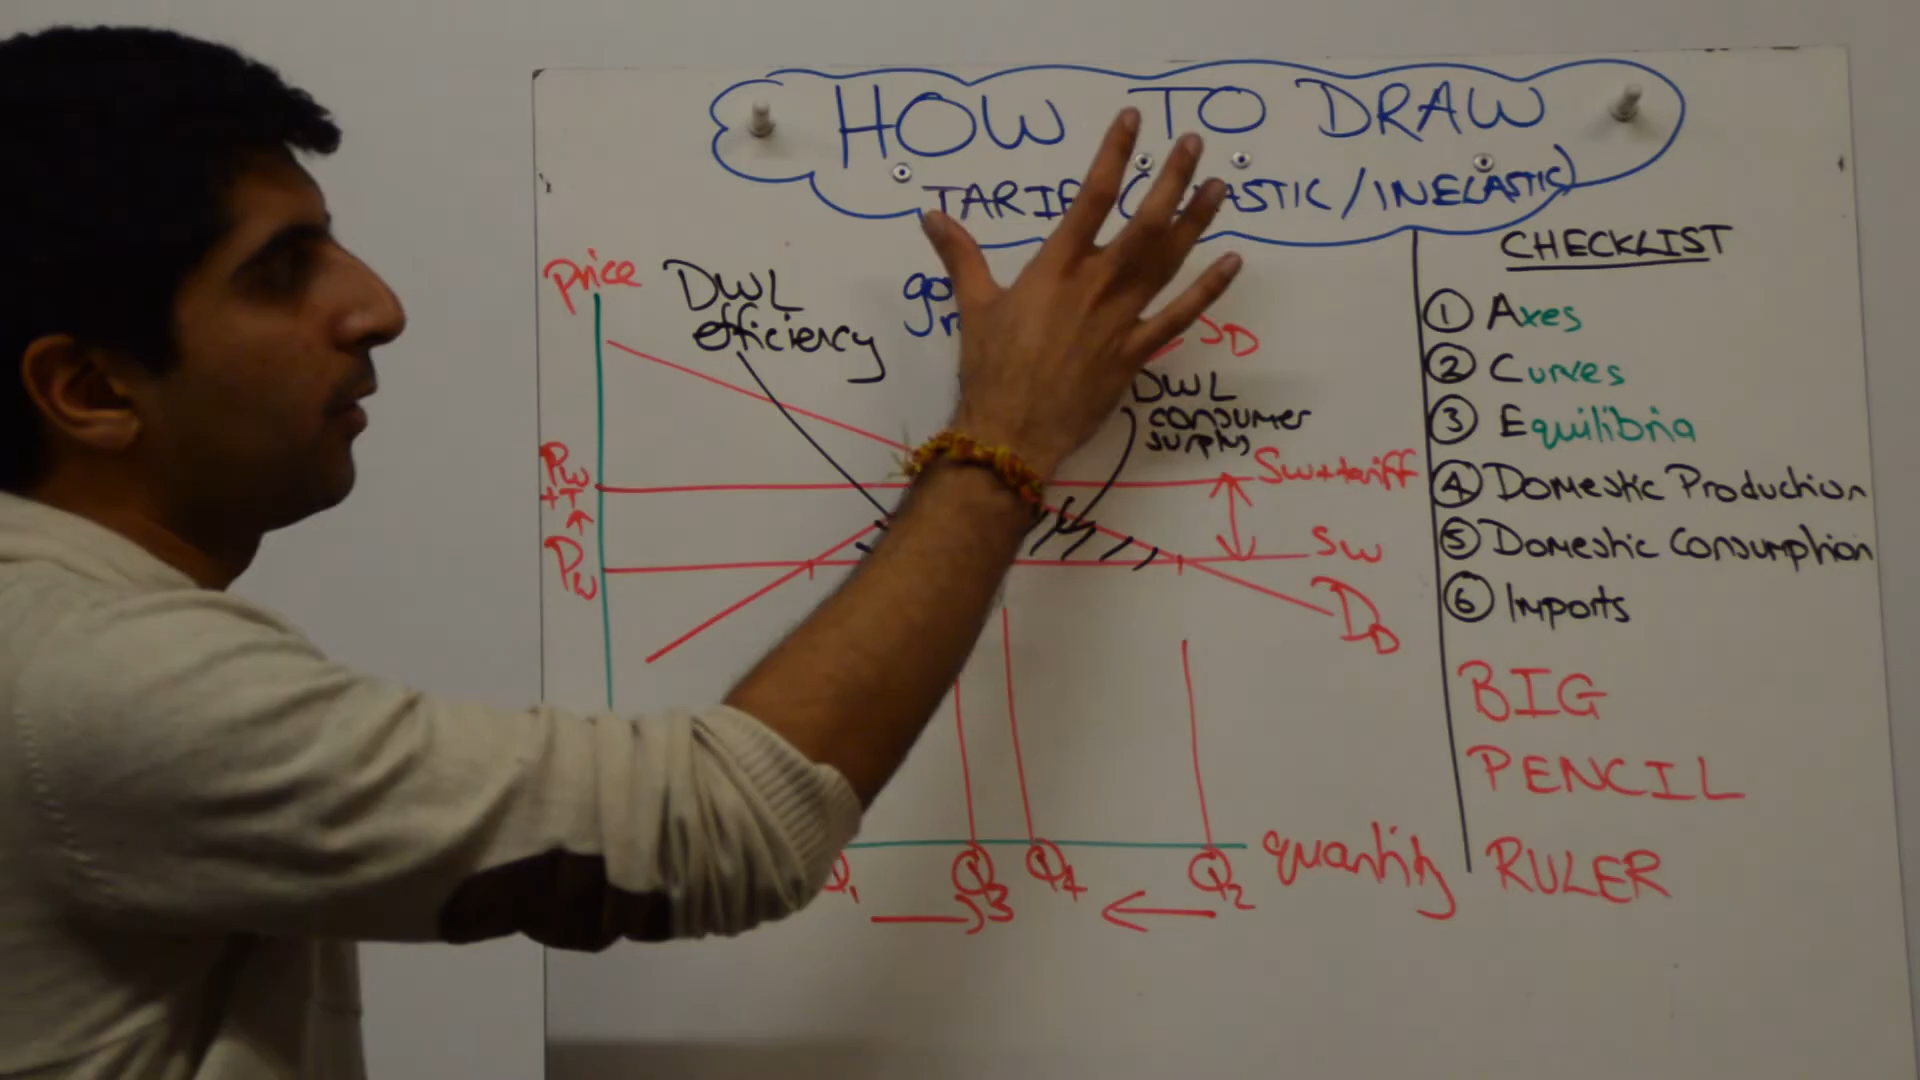 HOW TO DRAW
TARIF (ELASTIC/INELASTIC)
price
DWL
efficiency
SD
DWL
consumer
surplus
Pw
+T
Sw+tariff
Pw
Sw
DD
Q1
Q3
Q4
Q2
quantity
CHECKLIST
① Axes
② Curves
③ Equilibria
④ Domestic Production
⑤ Domestic Consumption
⑥ Imports
BIG
PENCIL
RULER